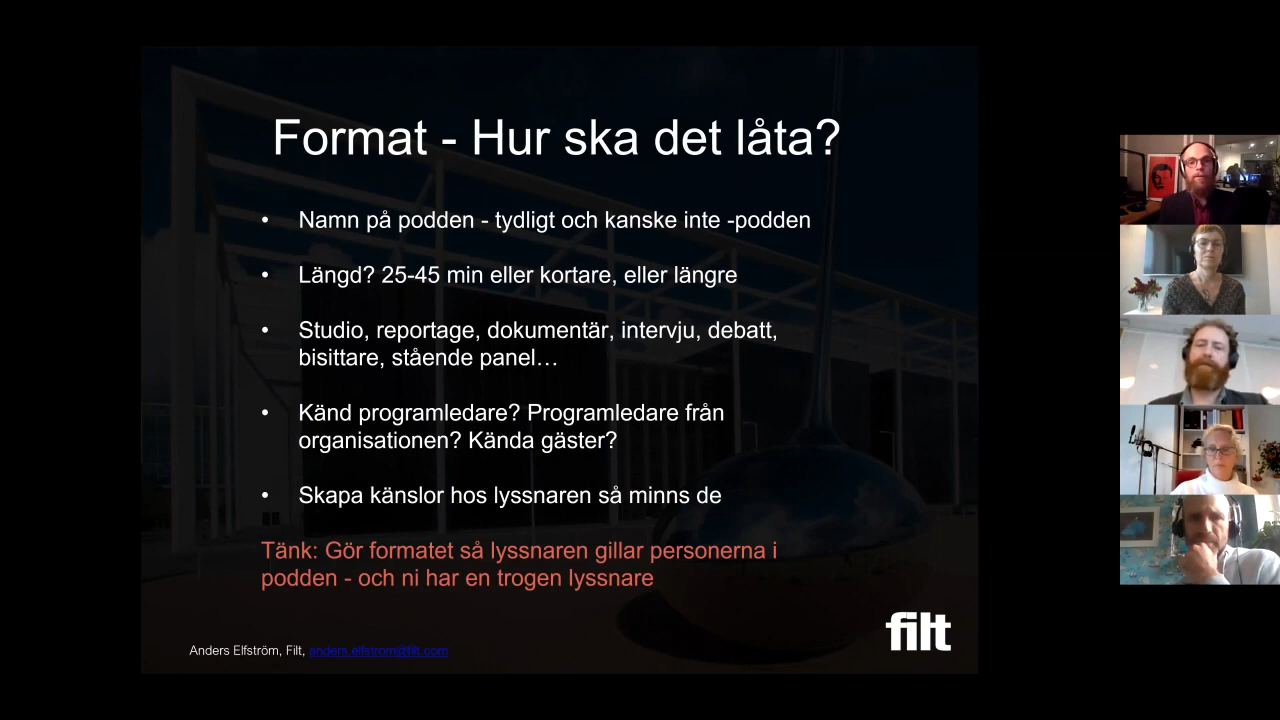 Format - Hur ska det låta?
• Namn på podden - tydligt och kanske inte -podden
• Längd? 25-45 min eller kortare, eller längre
• Studio, reportage, dokumentär, intervju, debatt,
bisittare, stående panel…
• Känd programledare? Programledare från
organisationen? Kända gäster?
• Skapa känslor hos lyssnaren så minns de
Tänk: Gör formatet så lyssnaren gillar personerna i
podden - och ni har en trogen lyssnare
filt
Anders Elfström, Filt, anders.elfstrom@filt.com